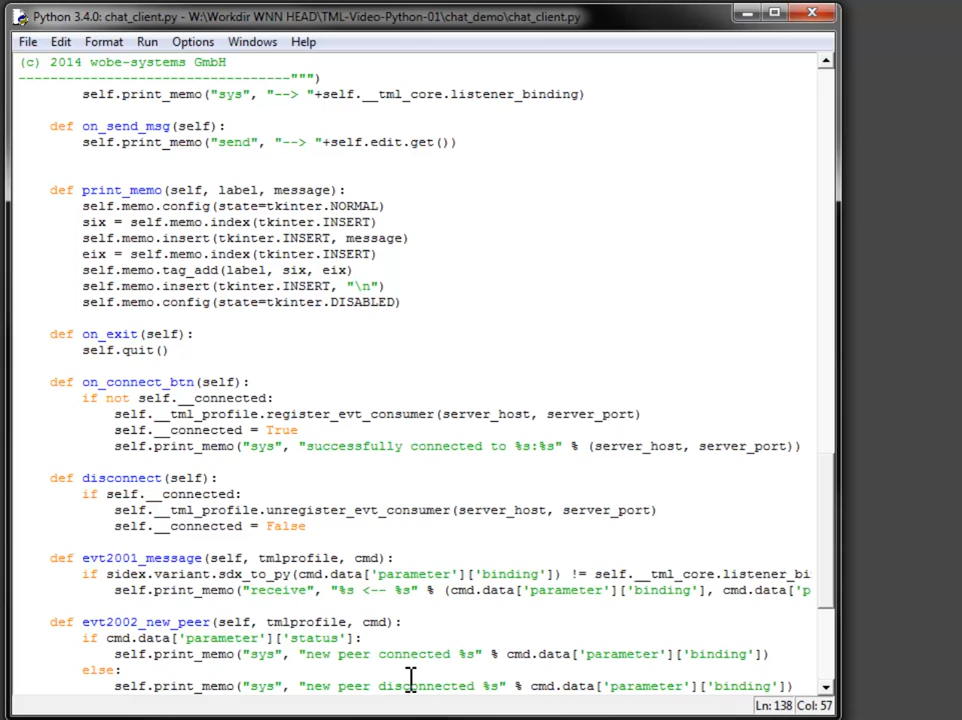 Python 3.4.0: chat_client.py - W:\Workdir WNN HEAD\TML-Video-Python-01\chat_demo\chat_client.py
File Edit Format Run Options Windows Help
(c) 2014 wobe-systems GmbH
----------------------------------""")
        self.print_memo("sys", "--> "+self.__tml_core.listener_binding)
    def on_send_msg(self):
        self.print_memo("send", "--> "+self.edit.get())
    def print_memo(self, label, message):
        self.memo.config(state=tkinter.NORMAL)
        six = self.memo.index(tkinter.INSERT)
        self.memo.insert(tkinter.INSERT, message)
        eix = self.memo.index(tkinter.INSERT)
        self.memo.tag_add(label, six, eix)
        self.memo.insert(tkinter.INSERT, "\n")
        self.memo.config(state=tkinter.DISABLED)
    def on_exit(self):
        self.quit()
    def on_connect_btn(self):
        if not self.__connected:
            self.__tml_profile.register_evt_consumer(server_host, server_port)
            self.__connected = True
            self.print_memo("sys", "successfully connected to %s:%s" % (server_host, server_port))
    def disconnect(self):
        if self.__connected:
            self.__tml_profile.unregister_evt_consumer(server_host, server_port)
            self.__connected = False
    def evt2001_message(self, tmlprofile, cmd):
        if sidex.variant.sdx_to_py(cmd.data['parameter']['binding']) != self.__tml_core.listener_bi
            self.print_memo("receive", "%s <-- %s" % (cmd.data['parameter']['binding'], cmd.data['p
    def evt2002_new_peer(self, tmlprofile, cmd):
        if cmd.data['parameter']['status']:
            self.print_memo("sys", "new peer connected %s" % cmd.data['parameter']['binding'])
        else:
            self.print_memo("sys", "new peer disconnected %s" % cmd.data['parameter']['binding'])
Ln: 138 Col: 57